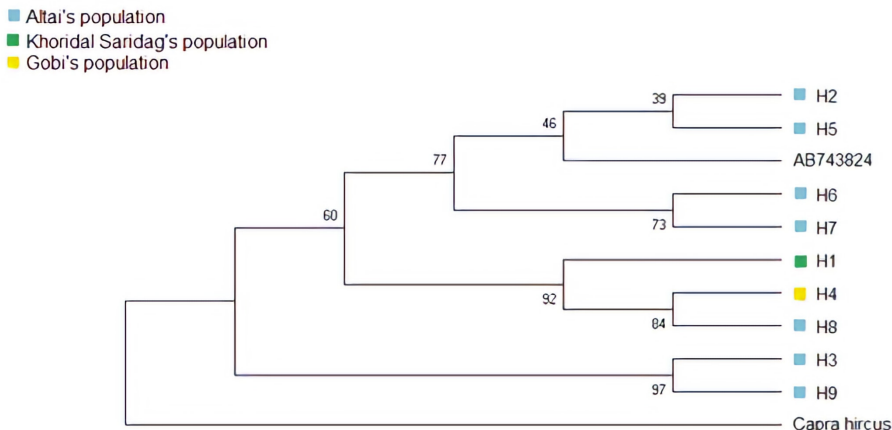 Altai's population
Khoridal Saridag's population
Gobi's population
39
H2
46
H5
77
AB743824
H6
60
73
H7
H1
92
H4
84
H8
H3
97
H9
Capra hircus